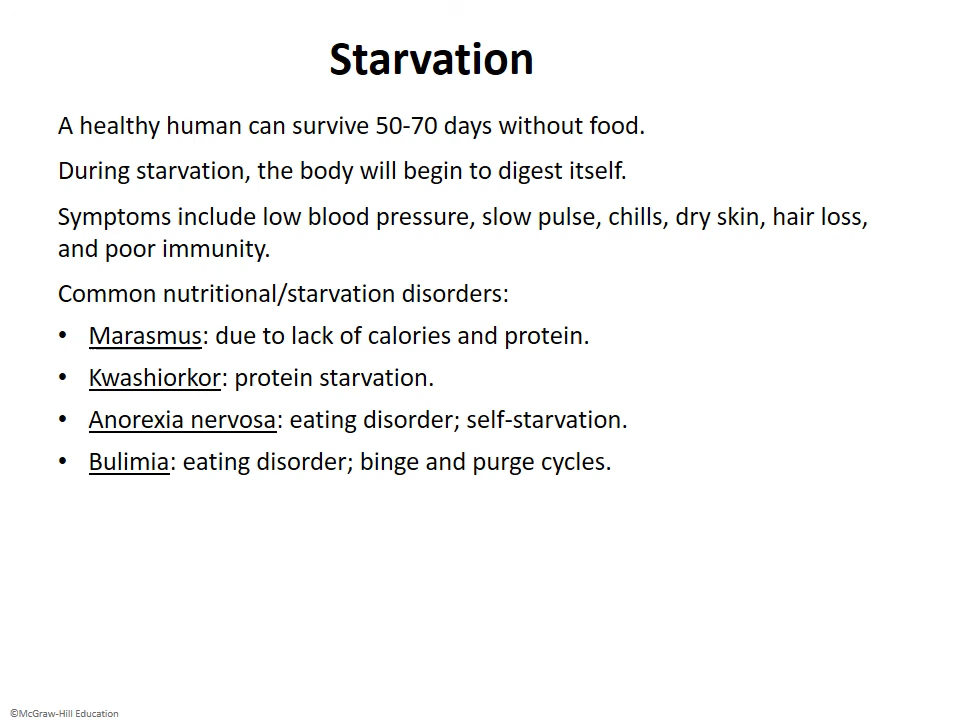 Starvation
A healthy human can survive 50-70 days without food.
During starvation, the body will begin to digest itself.
Symptoms include low blood pressure, slow pulse, chills, dry skin, hair loss,
and poor immunity.
Common nutritional/starvation disorders:
• Marasmus: due to lack of calories and protein.
• Kwashiorkor: protein starvation.
• Anorexia nervosa: eating disorder; self-starvation.
• Bulimia: eating disorder; binge and purge cycles.
©McGraw-Hill Education